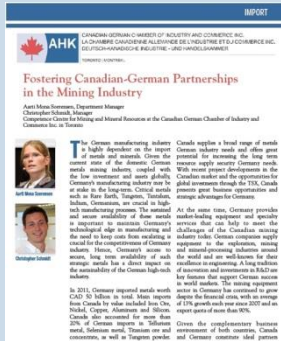 IMPORT
AHK
CANADIAN GERMAN CHAMBER OF INDUSTRY AND COMMERCE INC.
LA CHAMBRE CANADIENNE ALLEMANDE DE L'INDUSTRIE ET DU COMMERCE INC.
DEUTSCH-KANADISCHE INDUSTRIE- UND HANDELSKAMMER
Fostering Canadian-German Partnerships
in the Mining Industry
Aarti Mona Soerensen, Department Manager
Christopher Schmidt, Manager
Competence Centre for Mining and Mineral Resources at the Canadian German Chamber of Industry and
Commerce Inc. in Toronto
Aarti Mona Soerensen
Christopher Schmidt
The German manufacturing industry
is highly dependent on the import
of metals and minerals. Given the
current state of the domestic German
metals mining industry, coupled with
the low investment and assets globally,
Germany's manufacturing industry may be
at stake in the long-term. Critical metals
such as Rare Earth, Tungsten, Tantalum,
Indium, Germanium, are crucial in high-
tech manufacturing processes. The sustained
and secure availability of these metals
is important to maintain Germany's
technological edge in manufacturing and
the need to keep costs from escalating is
crucial for the competitiveness of Germany
industry. Hence, Germany's access to
secure, long term availability of such
strategic metals has a direct impact on
the sustainability of the German high-tech
industry.
In 2011, Germany imported metals worth
CAD 50 billion in total. Main imports
from Canada by value included Iron Ore,
Nickel, Copper, Aluminum and Silicon.
Canada also accounted for more than
20% of German imports in Tellurium
metal, Selenium metal, Titanium ore and
concentrate, as well as Tungsten powder.
Canada supplies a broad range of metals
German industry needs and offers great
potential for increasing the long term
resource supply security Germany needs.
With recent project developments in the
Canadian market and the opportunities for
global investments through the TSX, Canada
presents great business opportunities and
strategic advantages for Germany.
At the same time, Germany provides
market-leading equipment and specialty
services that can help to meet the
challenges of the Canadian mining
industry today. German companies supply
equipment to the exploration, mining
and mineral-processing industries around
the world and are well-known for their
excellence in engineering. A long tradition
of innovation and investments in R&D are
key features that support German success
in world markets. The mining equipment
sector in Germany has continued to grow
despite the financial crisis, with an average
of 13% growth each year since 2007 and an
export quota of more than 90%.
Given the complementary business
environment of both countries, Canada
and Germany constitute ideal partners